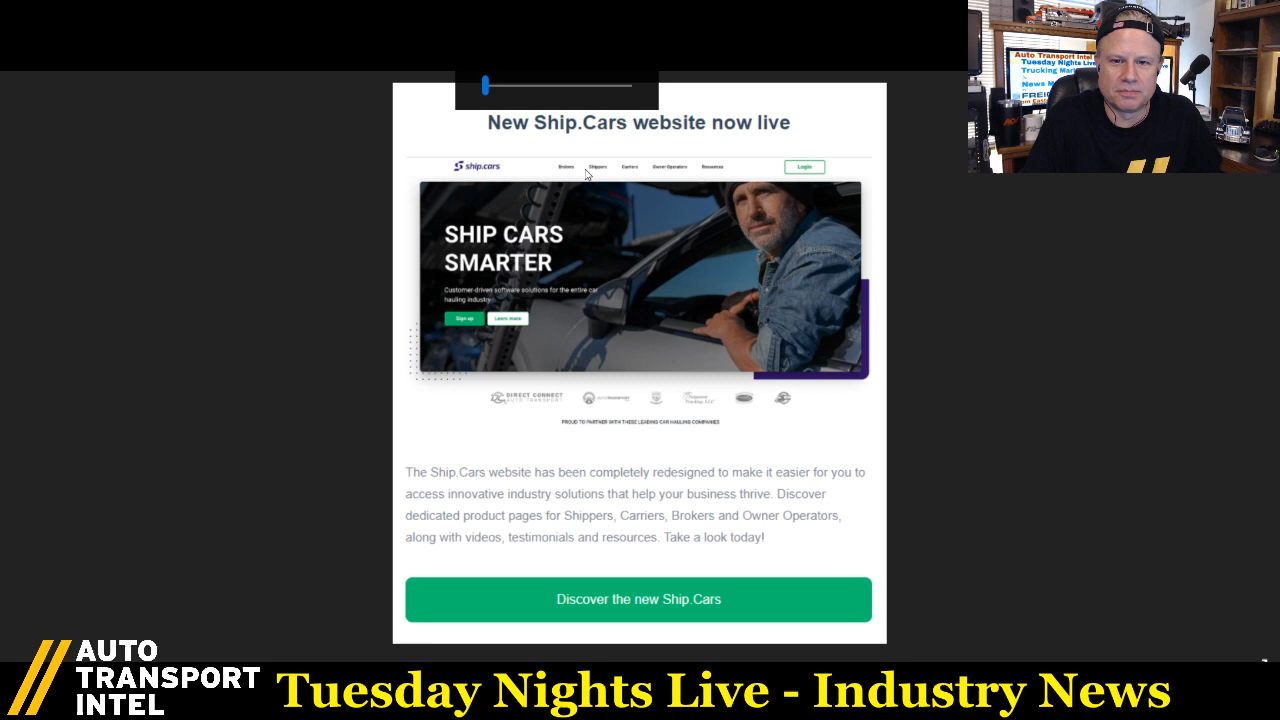 Auto Transport Intel
Tuesday Nights Live
Trucking
News
New Ship.Cars website now live
ship.cars
Brokers Shippers Carriers Owner Operators Resources Login
SHIP CARS
SMARTER
Customer-driven software solutions for the entire car
hauling industry
Sign up Learn more
DIRECT CONNECT
AUTO TRANSPORT
PROUD TO PARTNER WITH THESE LEADING CAR HAULING COMPANIES
The Ship.Cars website has been completely redesigned to make it easier for you to
access innovative industry solutions that help your business thrive. Discover
dedicated product pages for Shippers, Carriers, Brokers and Owner Operators,
along with videos, testimonials and resources. Take a look today!
Discover the new Ship.Cars
AUTO
TRANSPORT
INTEL
Tuesday Nights Live - Industry News